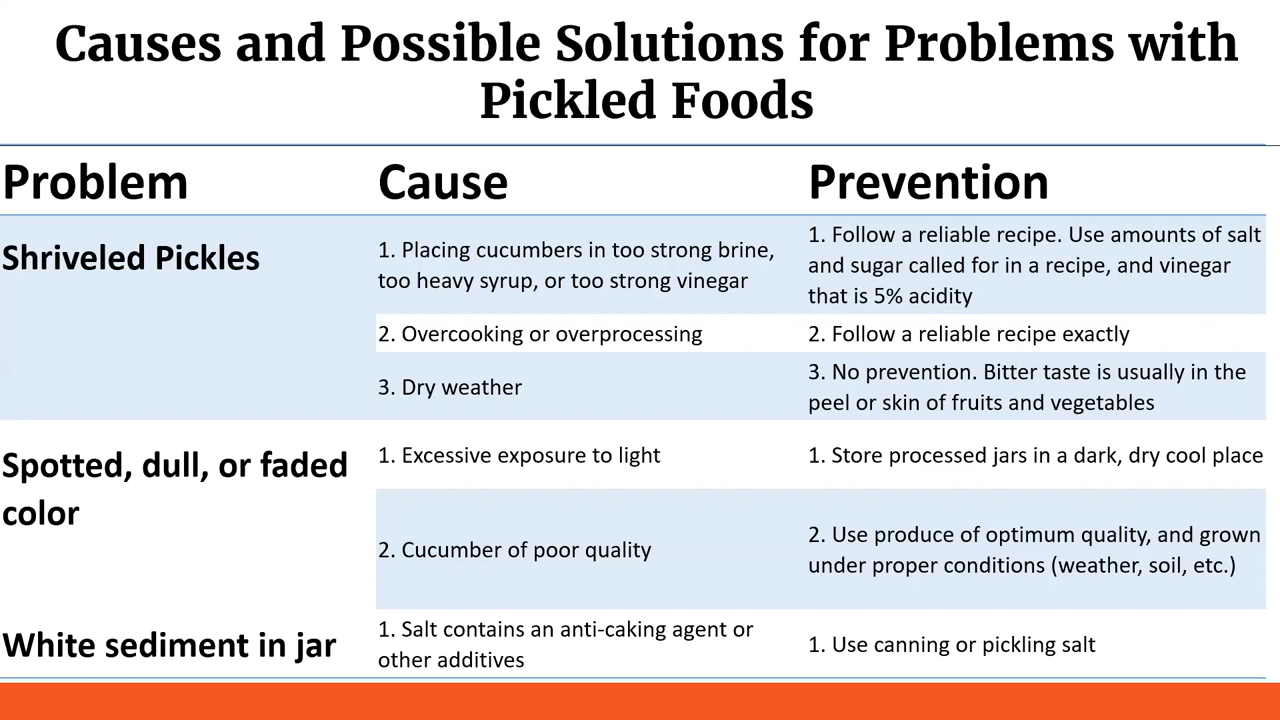 Causes and Possible Solutions for Problems with
Pickled Foods
Problem Cause Prevention
Shriveled Pickles
1. Placing cucumbers in too strong brine,
too heavy syrup, or too strong vinegar
1. Follow a reliable recipe. Use amounts of salt
and sugar called for in a recipe, and vinegar
that is 5% acidity
2. Overcooking or overprocessing
2. Follow a reliable recipe exactly
3. Dry weather
3. No prevention. Bitter taste is usually in the
peel or skin of fruits and vegetables
Spotted, dull, or faded
color
1. Excessive exposure to light
1. Store processed jars in a dark, dry cool place
2. Cucumber of poor quality
2. Use produce of optimum quality, and grown
under proper conditions (weather, soil, etc.)
White sediment in jar
1. Salt contains an anti-caking agent or
other additives
1. Use canning or pickling salt